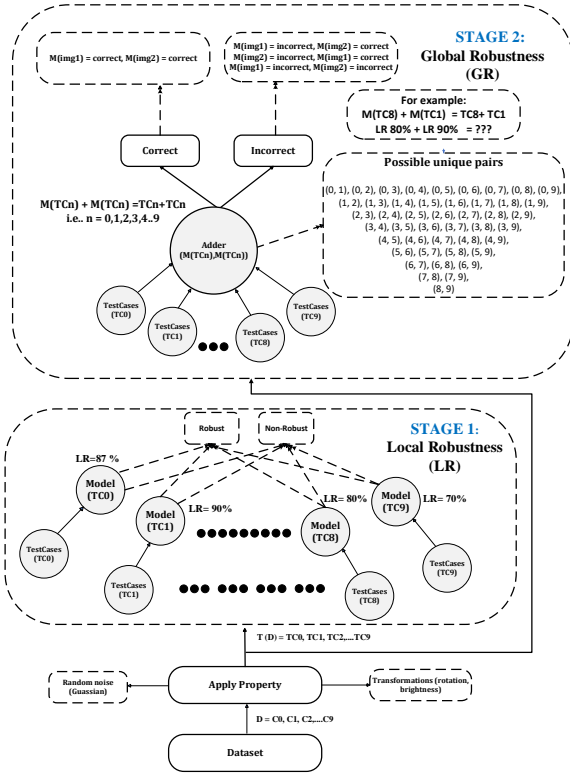 STAGE 2:
Global Robustness
(GR)
M(img1) = correct, M(img2) = correct
M(img1) = incorrect, M(img2) = correct
M(img2) = incorrect, M(img1) = correct
M(img1) = incorrect, M(img2) = incorrect
For example:
M(TC8) + M(TC1) = TC8+ TC1
LR 80% + LR 90% = ???
Correct
Incorrect
Possible unique pairs
(0, 1), (0, 2), (0, 3), (0, 4), (0, 5), (0, 6), (0, 7), (0, 8), (0, 9),
(1, 2), (1, 3), (1, 4), (1, 5), (1, 6), (1, 7), (1, 8), (1, 9),
(2, 3), (2, 4), (2, 5), (2, 6), (2, 7), (2, 8), (2, 9),
(3, 4), (3, 5), (3, 6), (3, 7), (3, 8), (3, 9),
(4, 5), (4, 6), (4, 7), (4, 8), (4, 9),
(5, 6), (5, 7), (5, 8), (5, 9),
(6, 7), (6, 8), (6, 9),
(7, 8), (7, 9),
(8, 9)
M(TCn) + M(TCn) =TCn+TCn
i.e.. n = 0,1,2,3,4..9
Adder
(M(TCn),M(TCn))
TestCases
(TC0)
TestCases
(TC1)
TestCases
(TC8)
TestCases
(TC9)
STAGE 1:
Local Robustness
(LR)
Robust
Non-Robust
LR=87 %
Model
(TC0)
Model
(TC1)
LR= 90%
LR= 80%
Model
(TC8)
Model
(TC9)
LR= 70%
TestCases
(TC0)
TestCases
(TC1)
TestCases
(TC8)
TestCases
(TC9)
T (D) = TC0, TC1, TC2,....TC9
Random noise
(Guassian)
Apply Property
Transformations (rotation,
brightness)
D = C0, C1, C2,....C9
Dataset